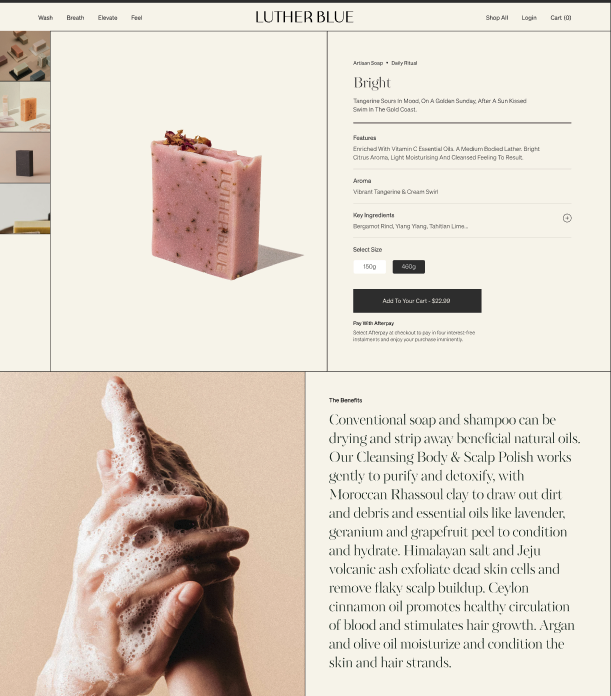 Wash Breath Elevate Feel LUTHER BLUE Shop All Login Cart (0)
LUTHER BLUE
Artisan Soap • Daily Ritual
Bright
Tangerine Sours In Mood, On A Golden Sunday, After A Sun Kissed
Swim In The Gold Coast.
Features
Enriched With Vitamin C Essential Oils. A Medium Bodied Lather. Bright
Citrus Aroma. Light Moisturising And Cleansed Feeling To Result.
Aroma
Vibrant Tangerine & Cream Swirl
Key Ingredients
Bergamot Rind, Ylang Ylang, Tahitian Lime...
Select Size
150g 460g
Add To Your Cart - $22.99
Pay With Afterpay
Select Afterpay at checkout to pay in four interest-free
instalments and enjoy your purchase imminently.
The Benefits
Conventional soap and shampoo can be
drying and strip away beneficial natural oils.
Our Cleansing Body & Scalp Polish works
gently to purify and detoxify, with
Moroccan Rhassoul clay to draw out dirt
and debris and essential oils like lavender,
geranium and grapefruit peel to condition
and hydrate. Himalayan salt and Jeju
volcanic ash exfoliate dead skin cells and
remove flaky scalp buildup. Ceylon
cinnamon oil promotes healthy circulation
of blood and stimulates hair growth. Argan
and olive oil moisturize and condition the
skin and hair strands.